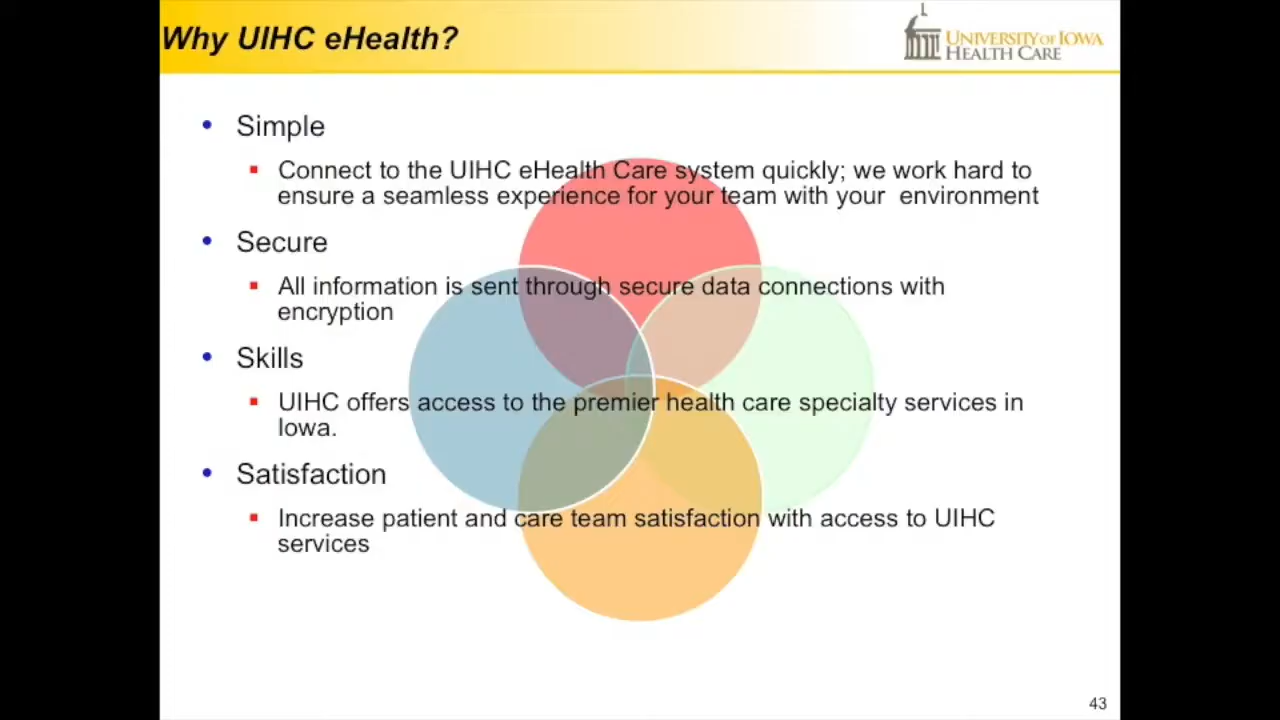 Why UIHC eHealth?
UNIVERSITY OF IOWA
HEALTH CARE
• Simple
▪ Connect to the UIHC eHealth Care system quickly; we work hard to
ensure a seamless experience for your team with your  environment
• Secure
▪ All information is sent through secure data connections with
encryption
• Skills
▪ UIHC offers access to the premier health care specialty services in
Iowa.
• Satisfaction
▪ Increase patient and care team satisfaction with access to UIHC
services
43